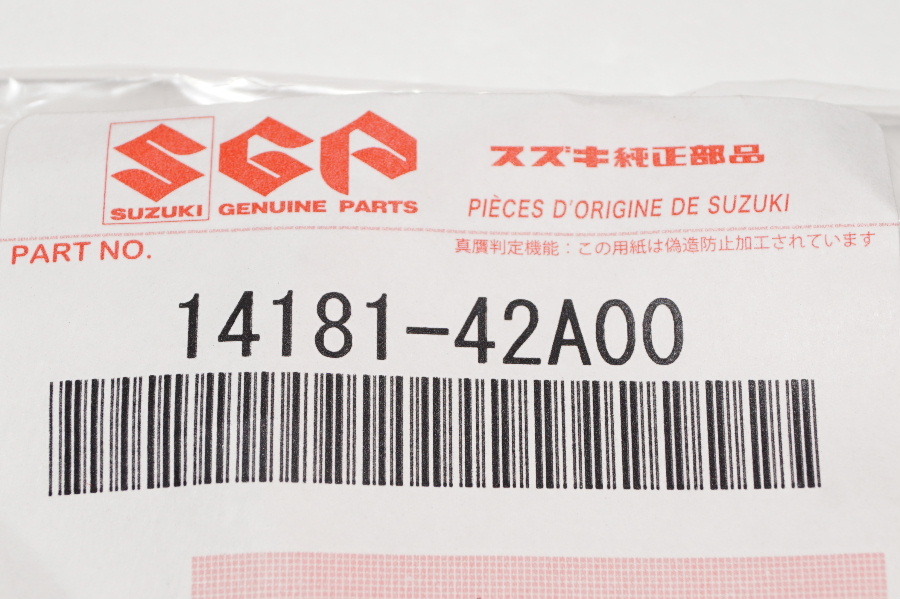 SGP
スズキ純正部品
SUZUKI GENUINE PARTS
PIÈCES D'ORIGINE DE SUZUKI
PART NO.
真贋判定機能：この用紙は偽造防止加工されています
14181-42A00